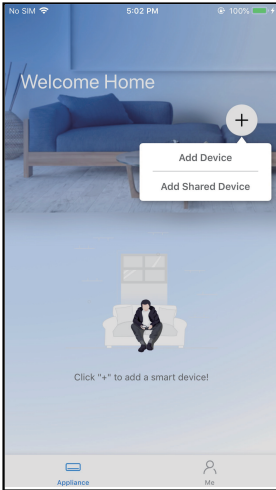 No SIM 5:02 PM 100%
Welcome Home
+
Add Device
Add Shared Device
Click "+" to add a smart device!
Appliance Me